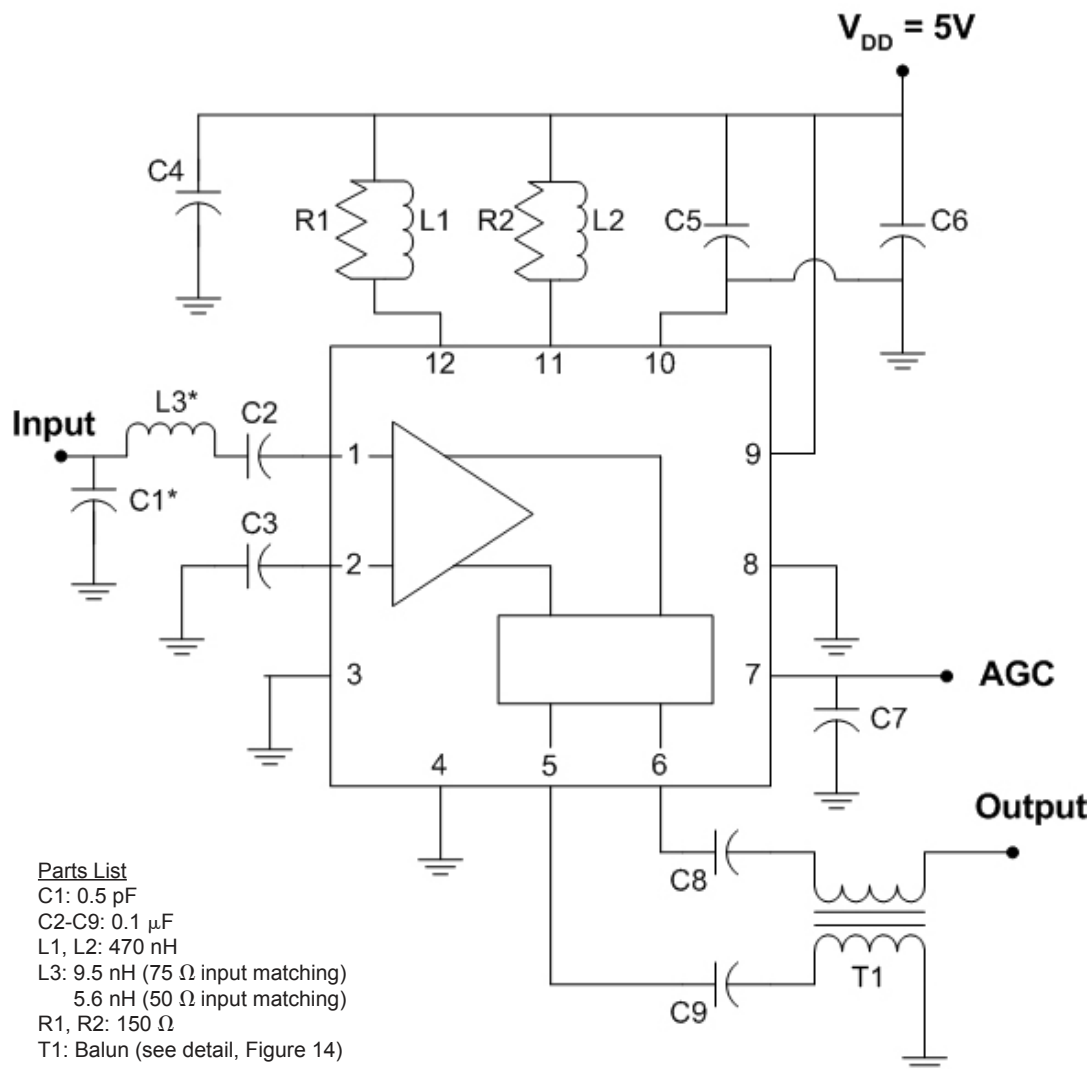 V_DD = 5V
C4
R1
L1
R2
L2
C5
C6
12
11
10
Input
L3*
C2
1
9
C1*
C3
2
8
3
7
AGC
C7
4
5
6
Output
C8
T1
C9
Parts List
C1: 0.5 pF
C2-C9: 0.1 μF
L1, L2: 470 nH
L3: 9.5 nH (75 Ω input matching)
5.6 nH (50 Ω input matching)
R1, R2: 150 Ω
T1: Balun (see detail, Figure 14)